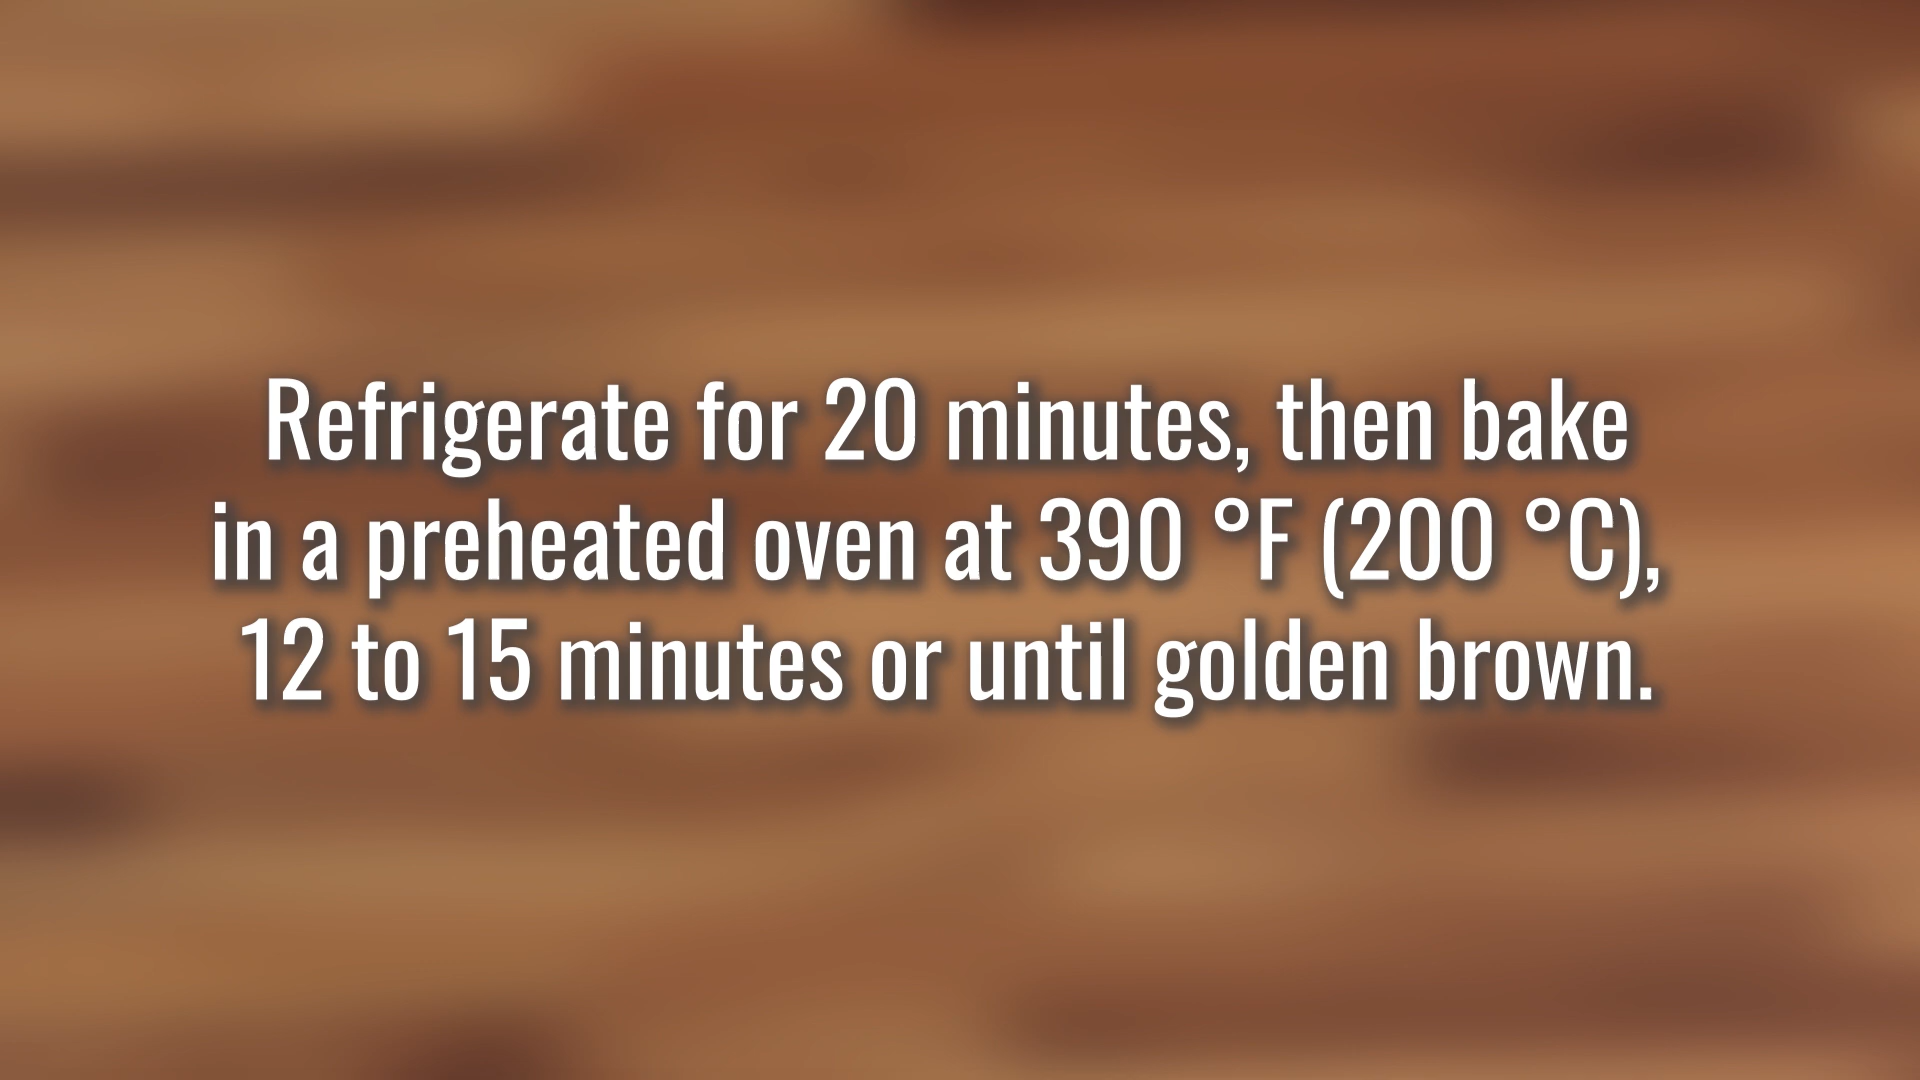 Refrigerate for 20 minutes, then bake
in a preheated oven at 390 °F (200 °C),
12 to 15 minutes or until golden brown.